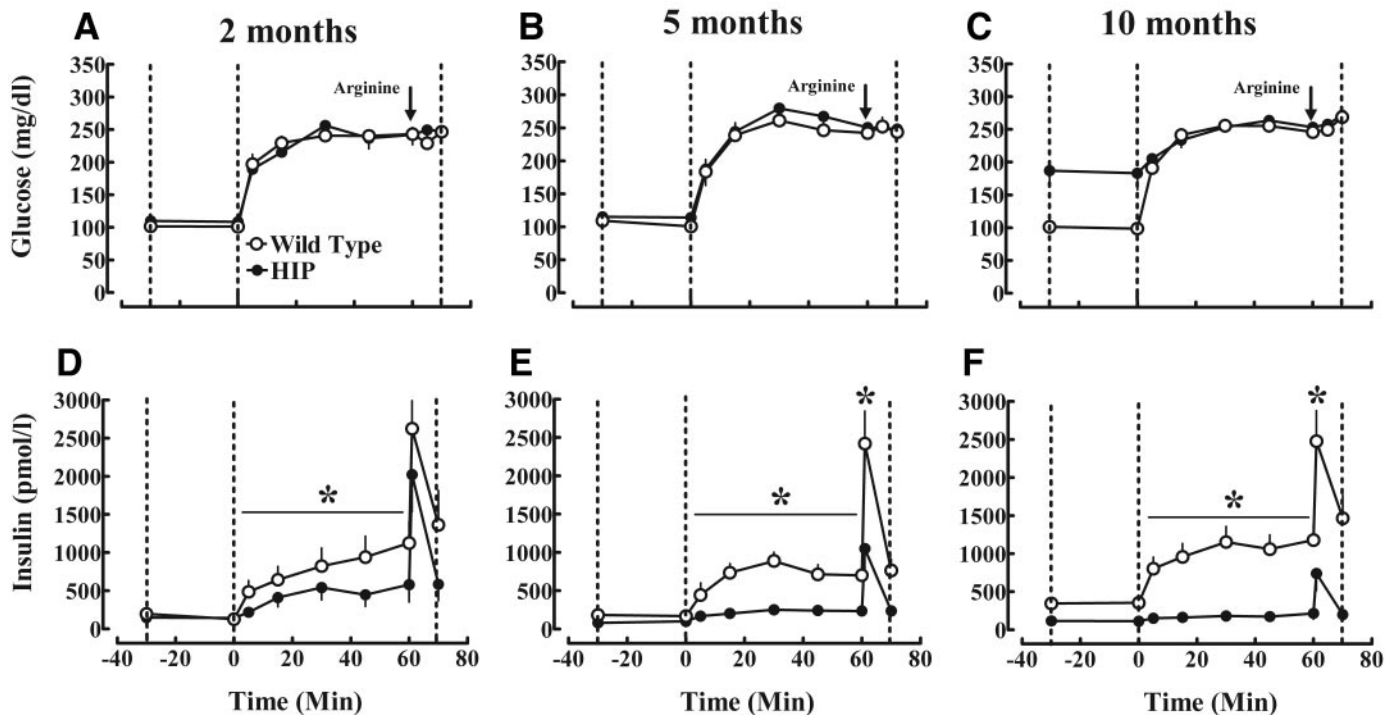 A 2 months
B 5 months
C 10 months
Glucose (mg/dl)
350
300
250
200
150
100
50
0
Arginine
Wild Type
HIP
350
300
250
200
150
100
50
0
Arginine
350
300
250
200
150
100
50
0
Arginine
D
E
F
Insulin (pmol/l)
3000
2500
2000
1500
1000
500
0
*
-40 -20 0 20 40 60 80
Time (Min)
3000
2500
2000
1500
1000
500
0
*
*
-40 -20 0 20 40 60 80
Time (Min)
3000
2500
2000
1500
1000
500
0
*
*
-40 -20 0 20 40 60 80
Time (Min)